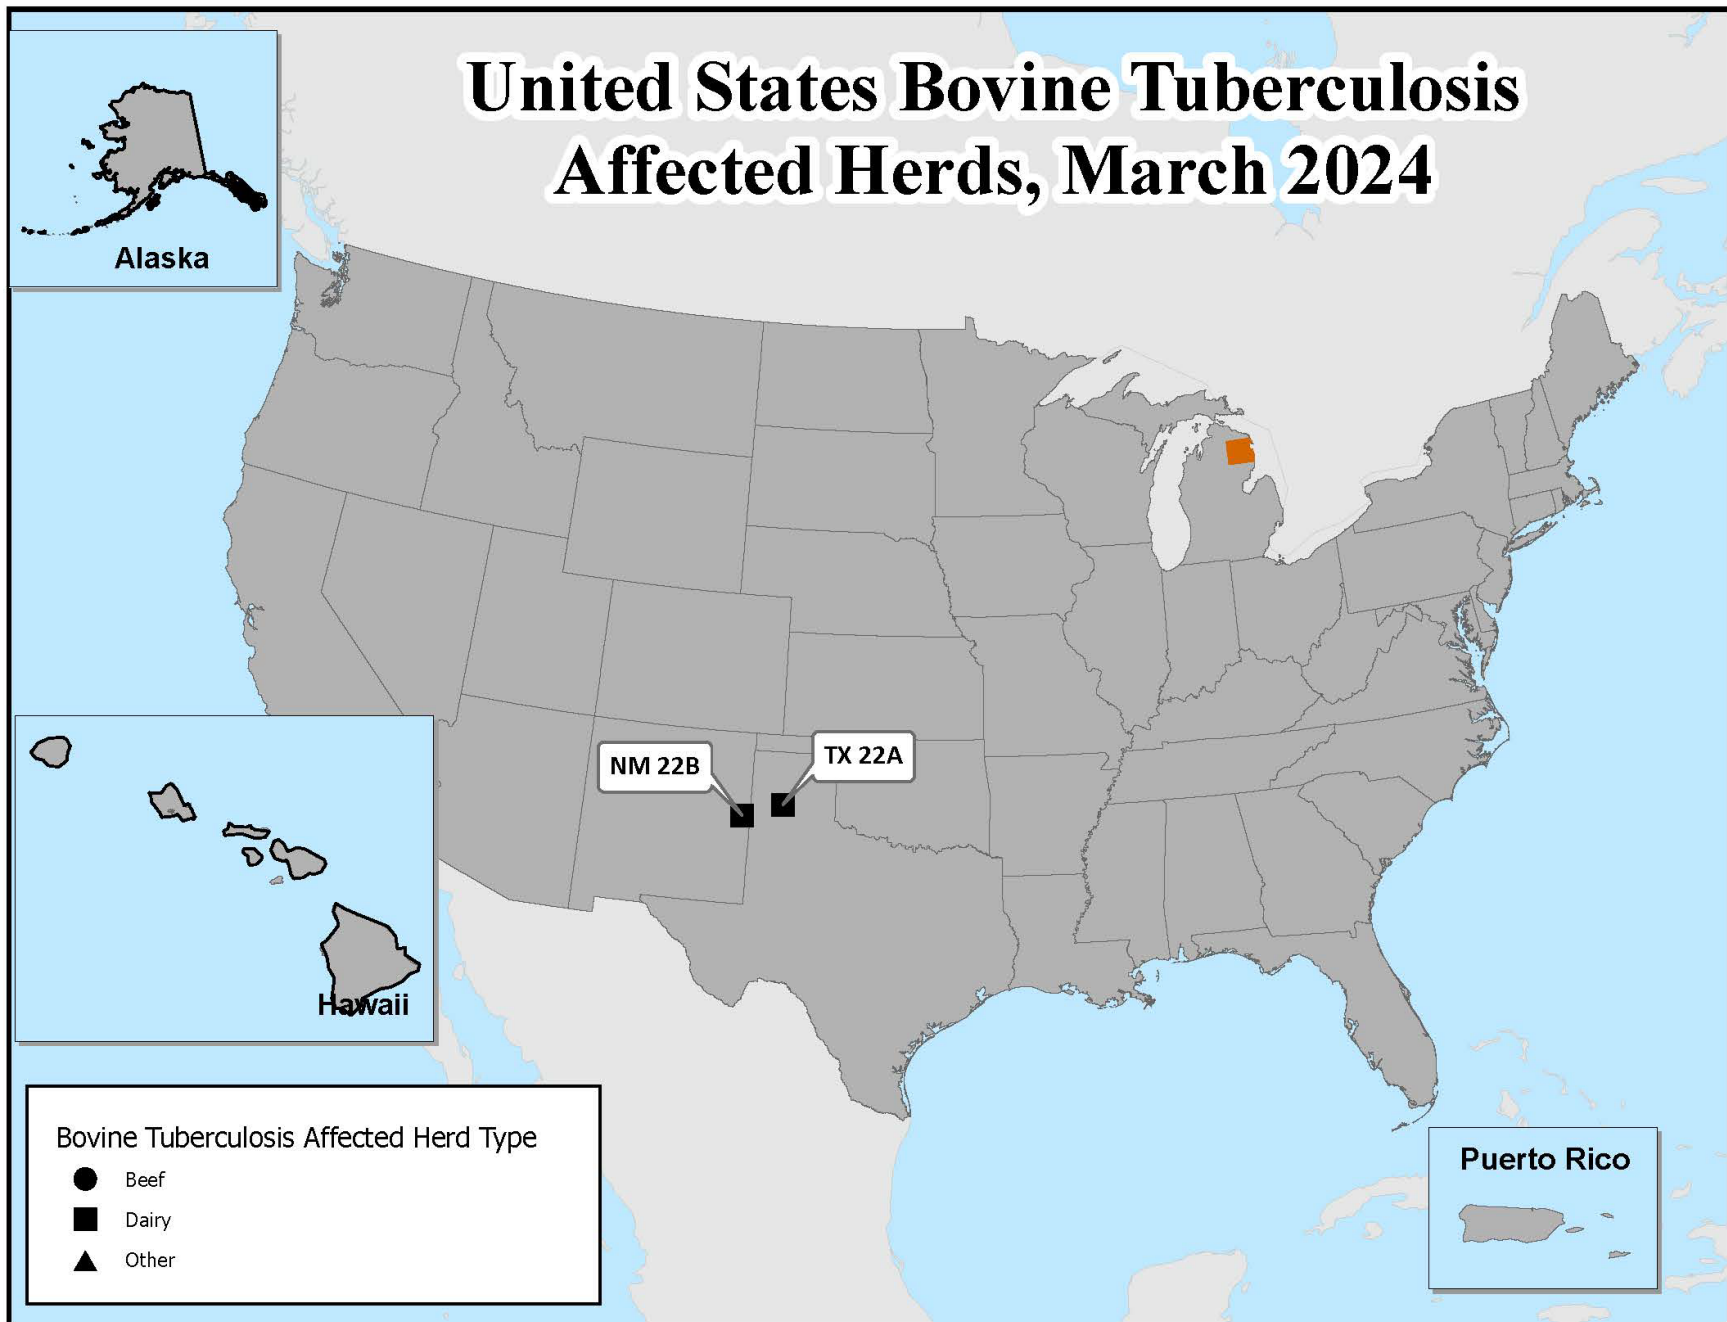 United States Bovine Tuberculosis
Affected Herds, March 2024
Alaska
NM 22B
TX 22A
Hawaii
Bovine Tuberculosis Affected Herd Type
Beef
Dairy
Other
Puerto Rico